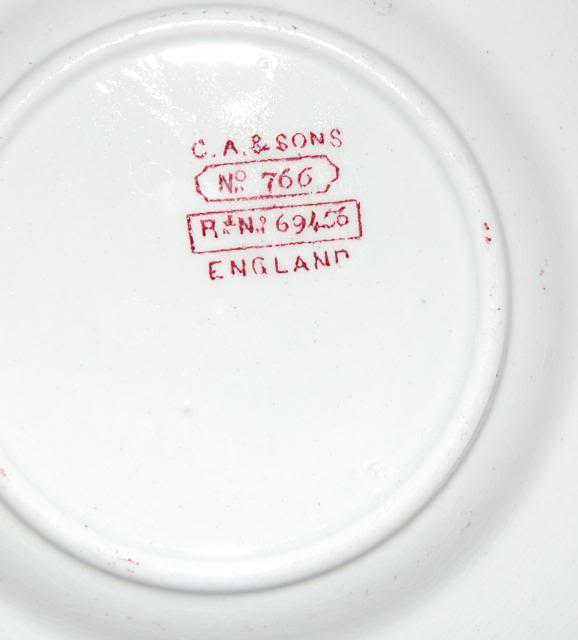 C. A. & SONS
Nº 766
Rᵈ Nº 69456
ENGLAND